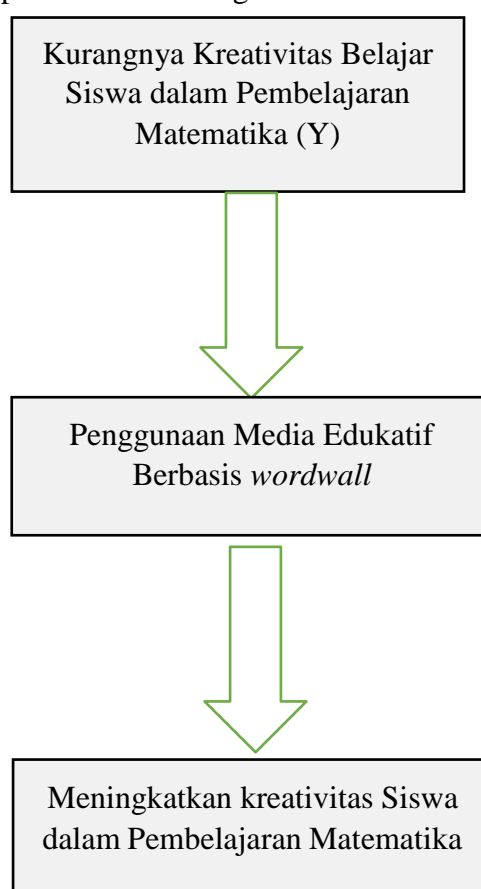 Kurangnya Kreativitas Belajar
Siswa dalam Pembelajaran
Matematika (Y)
Penggunaan Media Edukatif
Berbasis wordwall
Meningkatkan kreativitas Siswa
dalam Pembelajaran Matematika